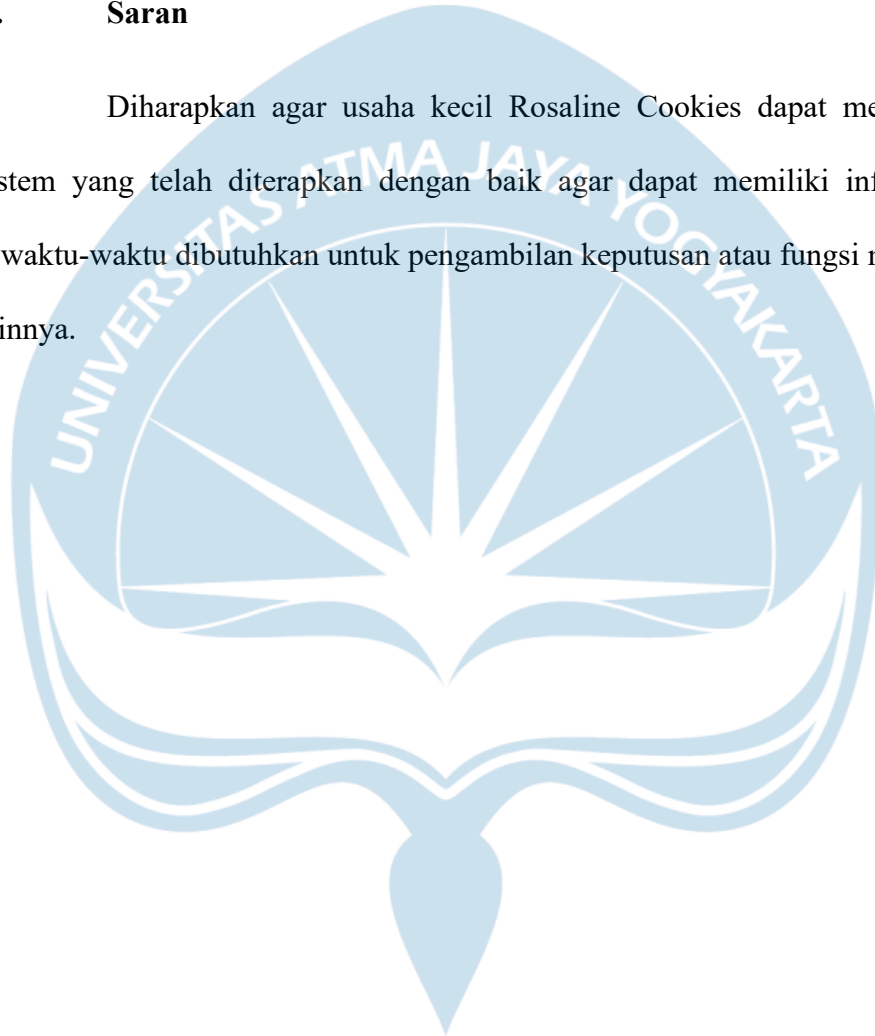 . Saran
Diharapkan agar usaha kecil Rosaline Cookies dapat me
stem yang telah diterapkan dengan baik agar dapat memiliki inf
waktu-waktu dibutuhkan untuk pengambilan keputusan atau fungsi
innya.
UNIVERSITAS ATMA JAYA YOGYAKARTA